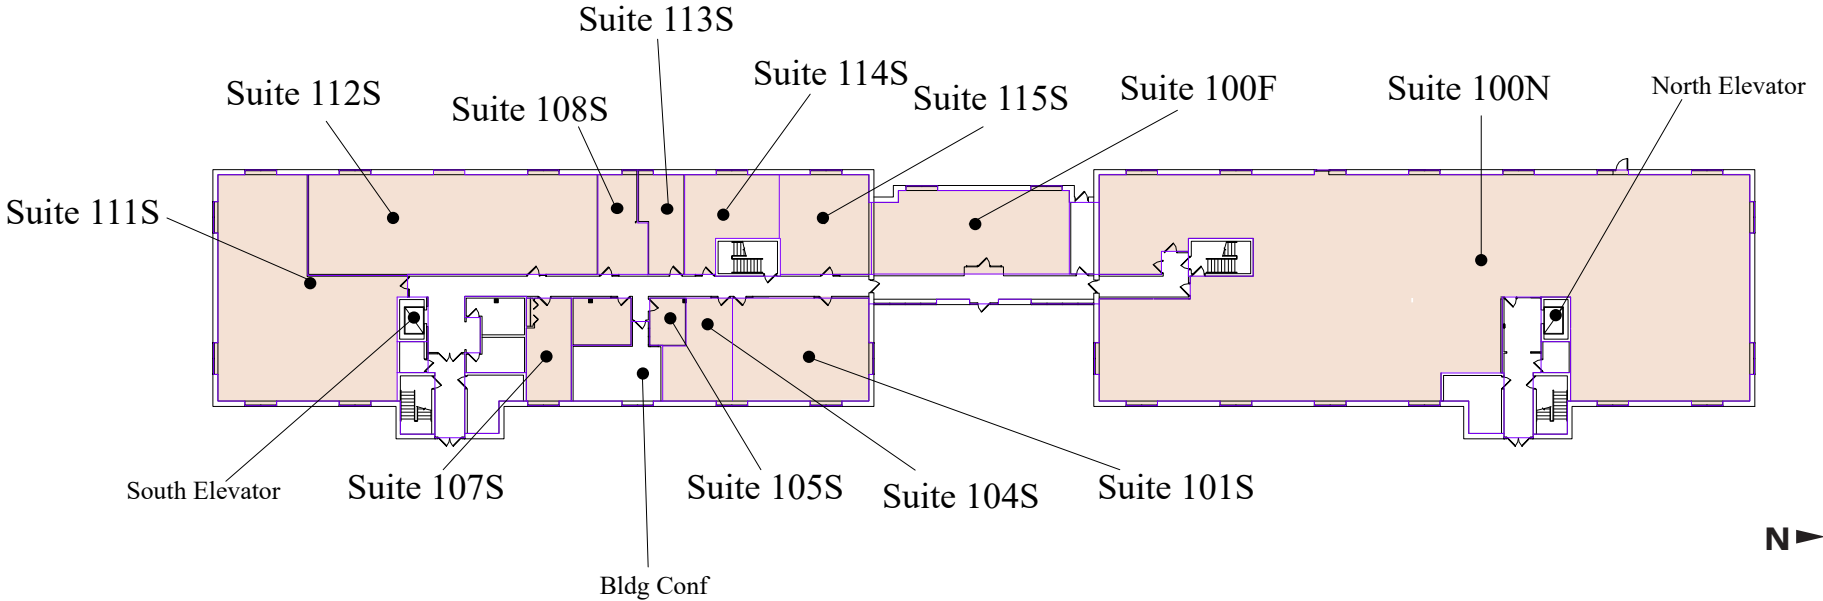 Suite 113S
Suite 114S
Suite 112S
Suite 108S
Suite 115S
Suite 100F
Suite 100N
North Elevator
Suite 111S
South Elevator
Suite 107S
Suite 105S
Suite 104S
Suite 101S
N
Bldg Conf